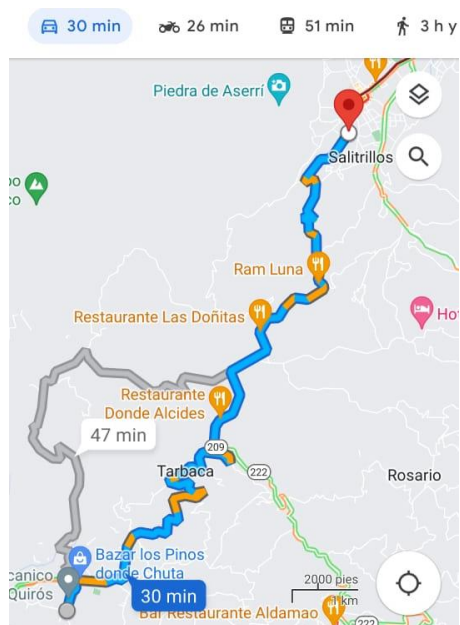 30 min
26 min
51 min
3 h y
Piedra de Aserrí
Salitrillos
Ram Luna
Restaurante Las Doñitas
Restaurante
Donde Alcides
47 min
209
222
Tarbaca
Rosario
Bazar los Pinos
donde Chuta
canico
Quirós
30 min
2000 pies
1 km
Bar Restaurante Aldamao
222